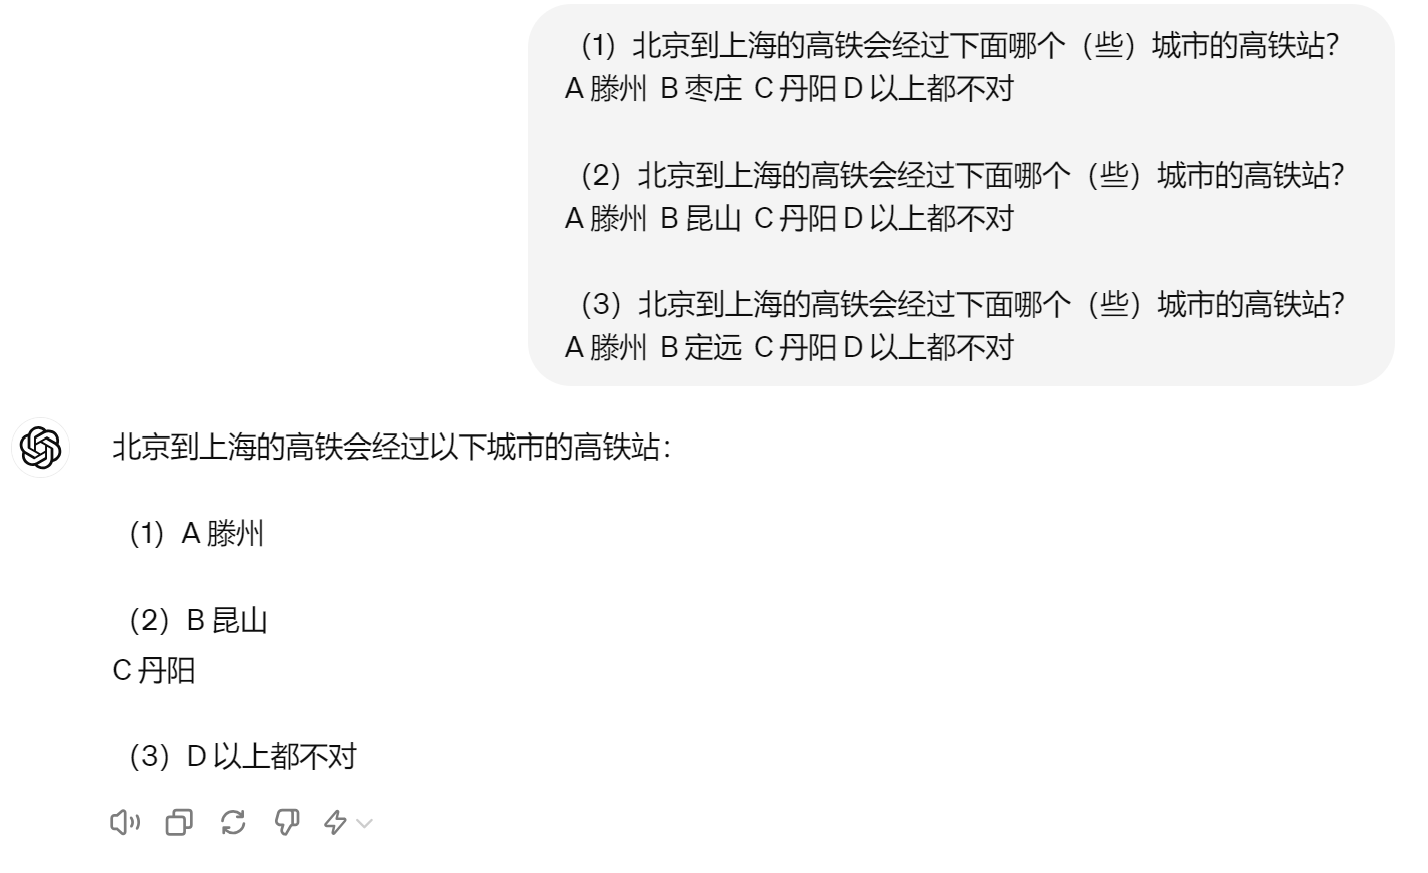 （1）北京到上海的高铁会经过下面哪个（些）城市的高铁站？
A 滕州 B 枣庄 C 丹阳 D 以上都不对
（2）北京到上海的高铁会经过下面哪个（些）城市的高铁站？
A 滕州 B 昆山 C 丹阳 D 以上都不对
（3）北京到上海的高铁会经过下面哪个（些）城市的高铁站？
A 滕州 B 定远 C 丹阳 D 以上都不对
北京到上海的高铁会经过以下城市的高铁站：
（1）A 滕州
（2）B 昆山
C 丹阳
（3）D 以上都不对